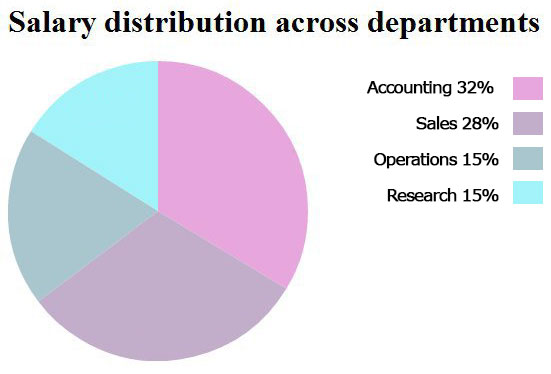 Salary distribution across departments
Accounting 32%
Sales 28%
Operations 15%
Research 15%